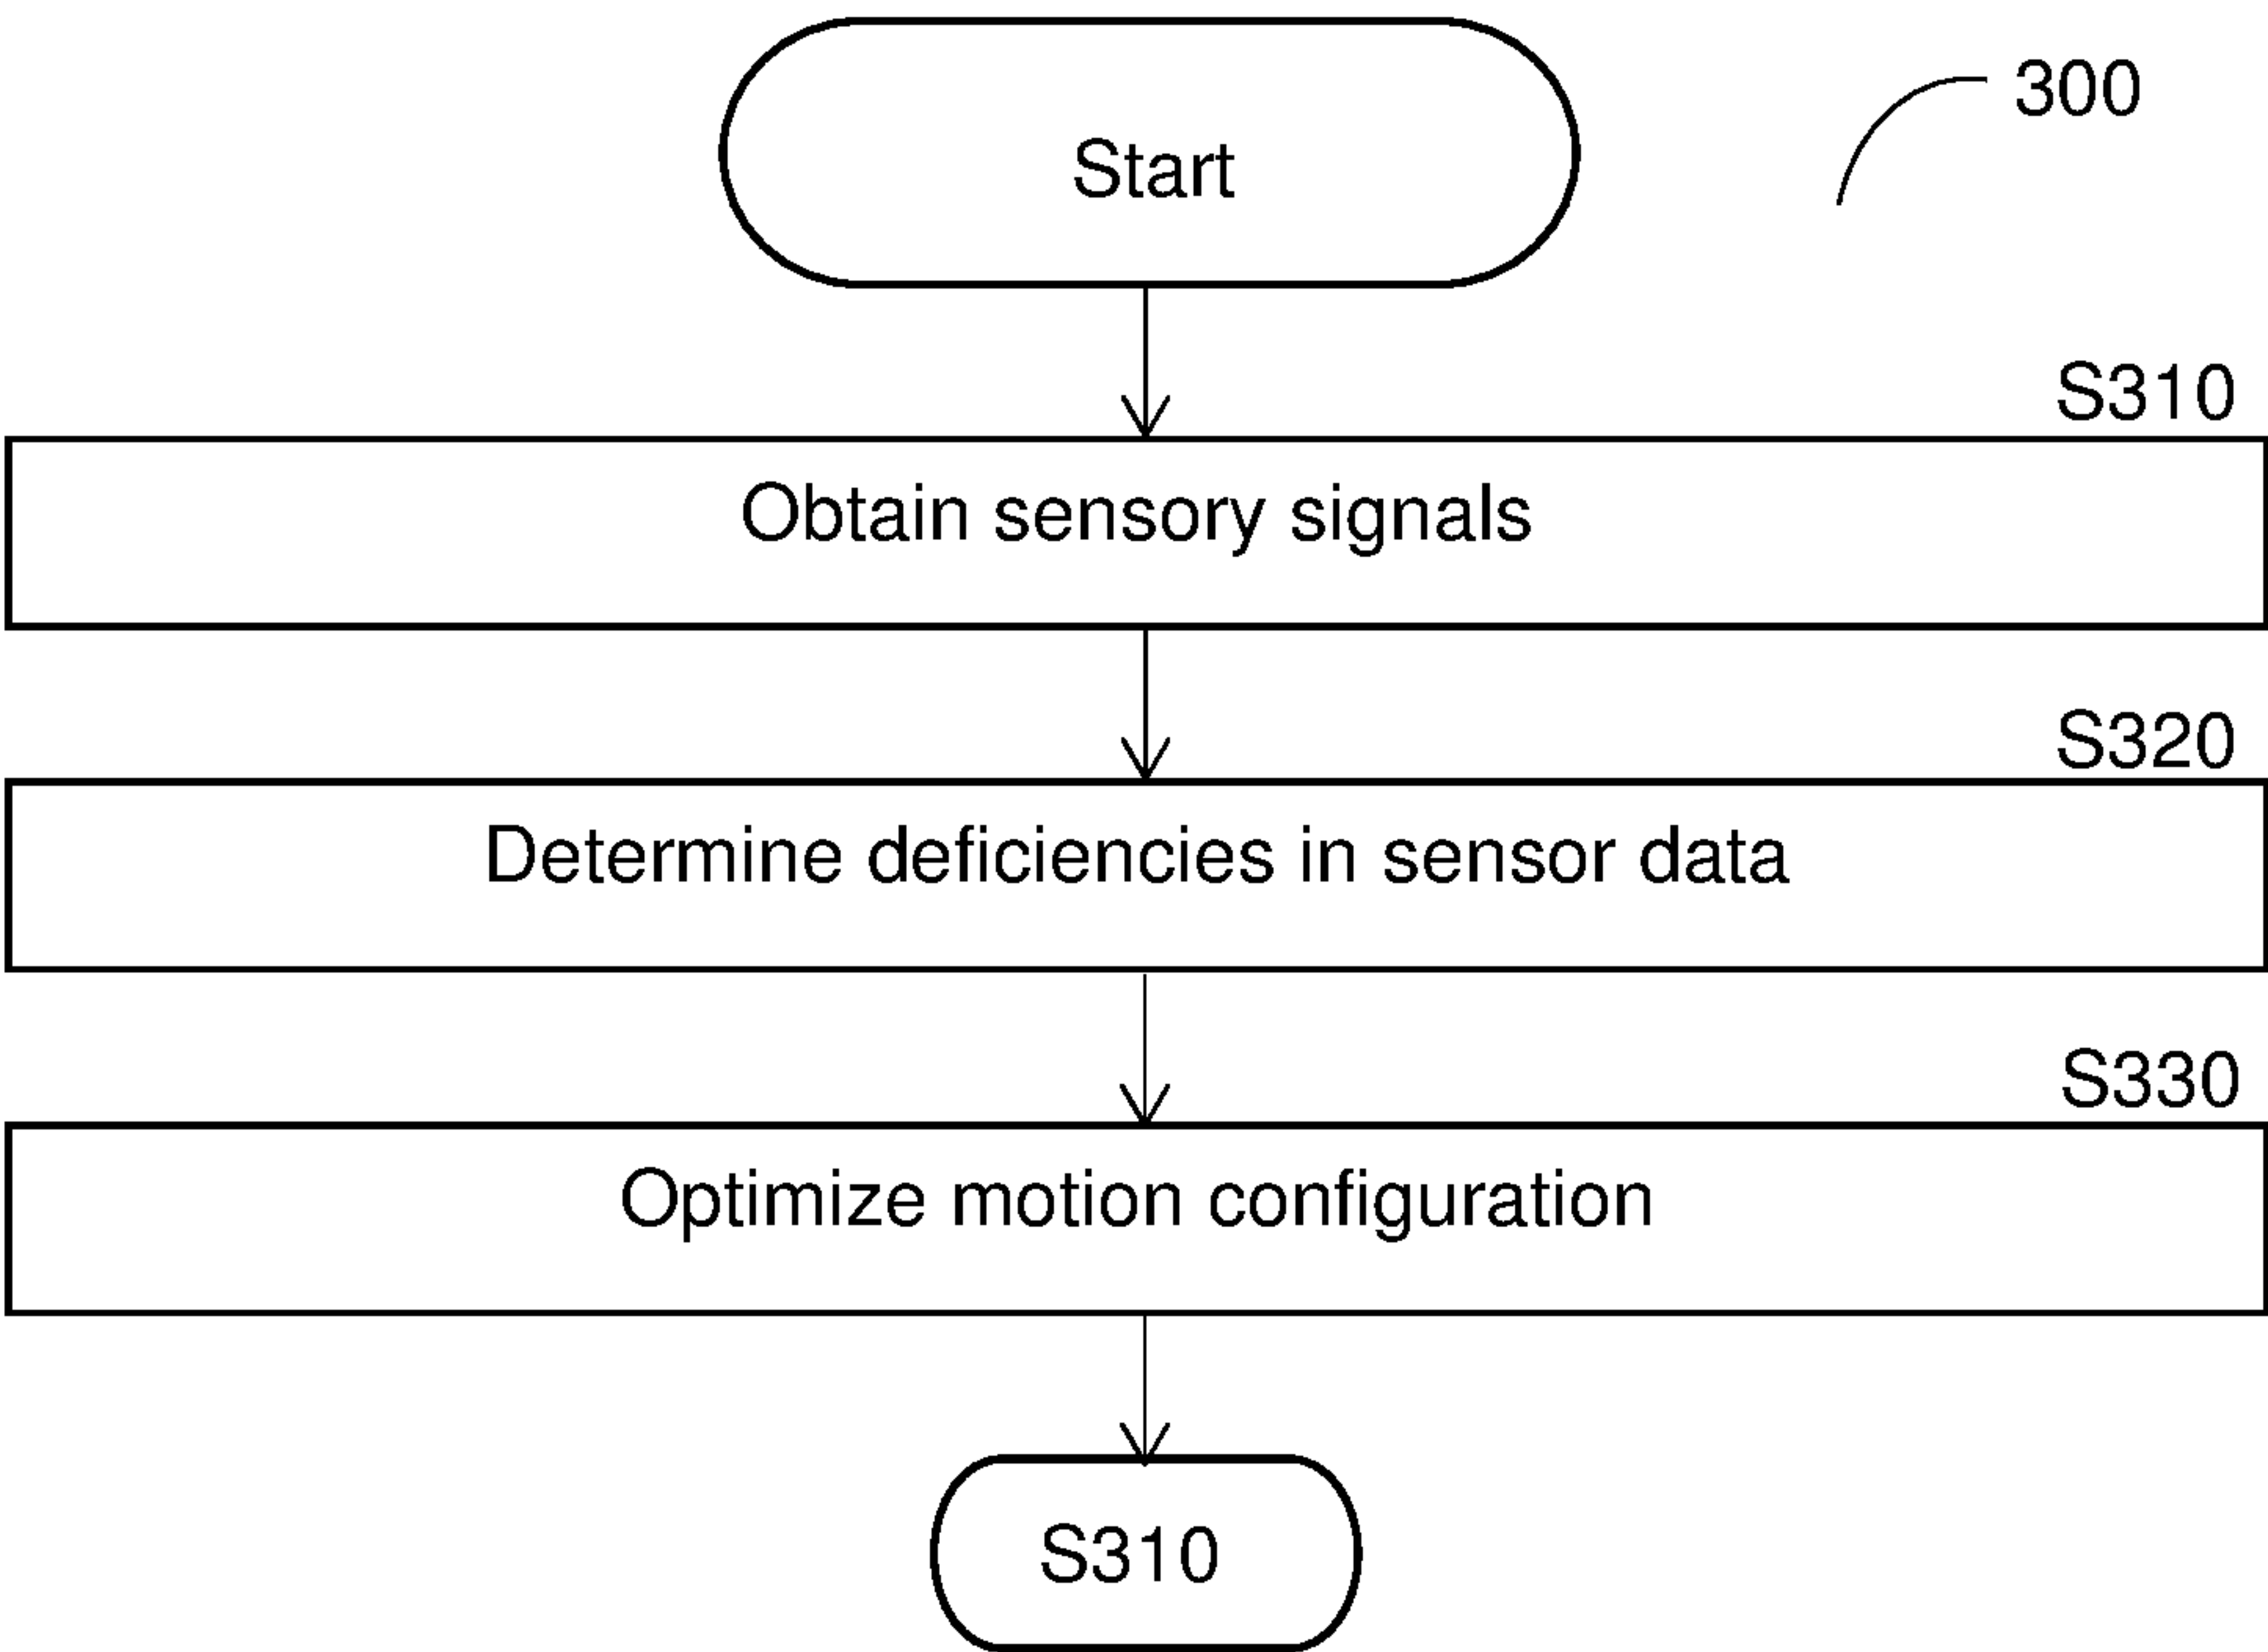 Start
300
S310
Obtain sensory signals
S320
Determine deficiencies in sensor data
S330
Optimize motion configuration
S310